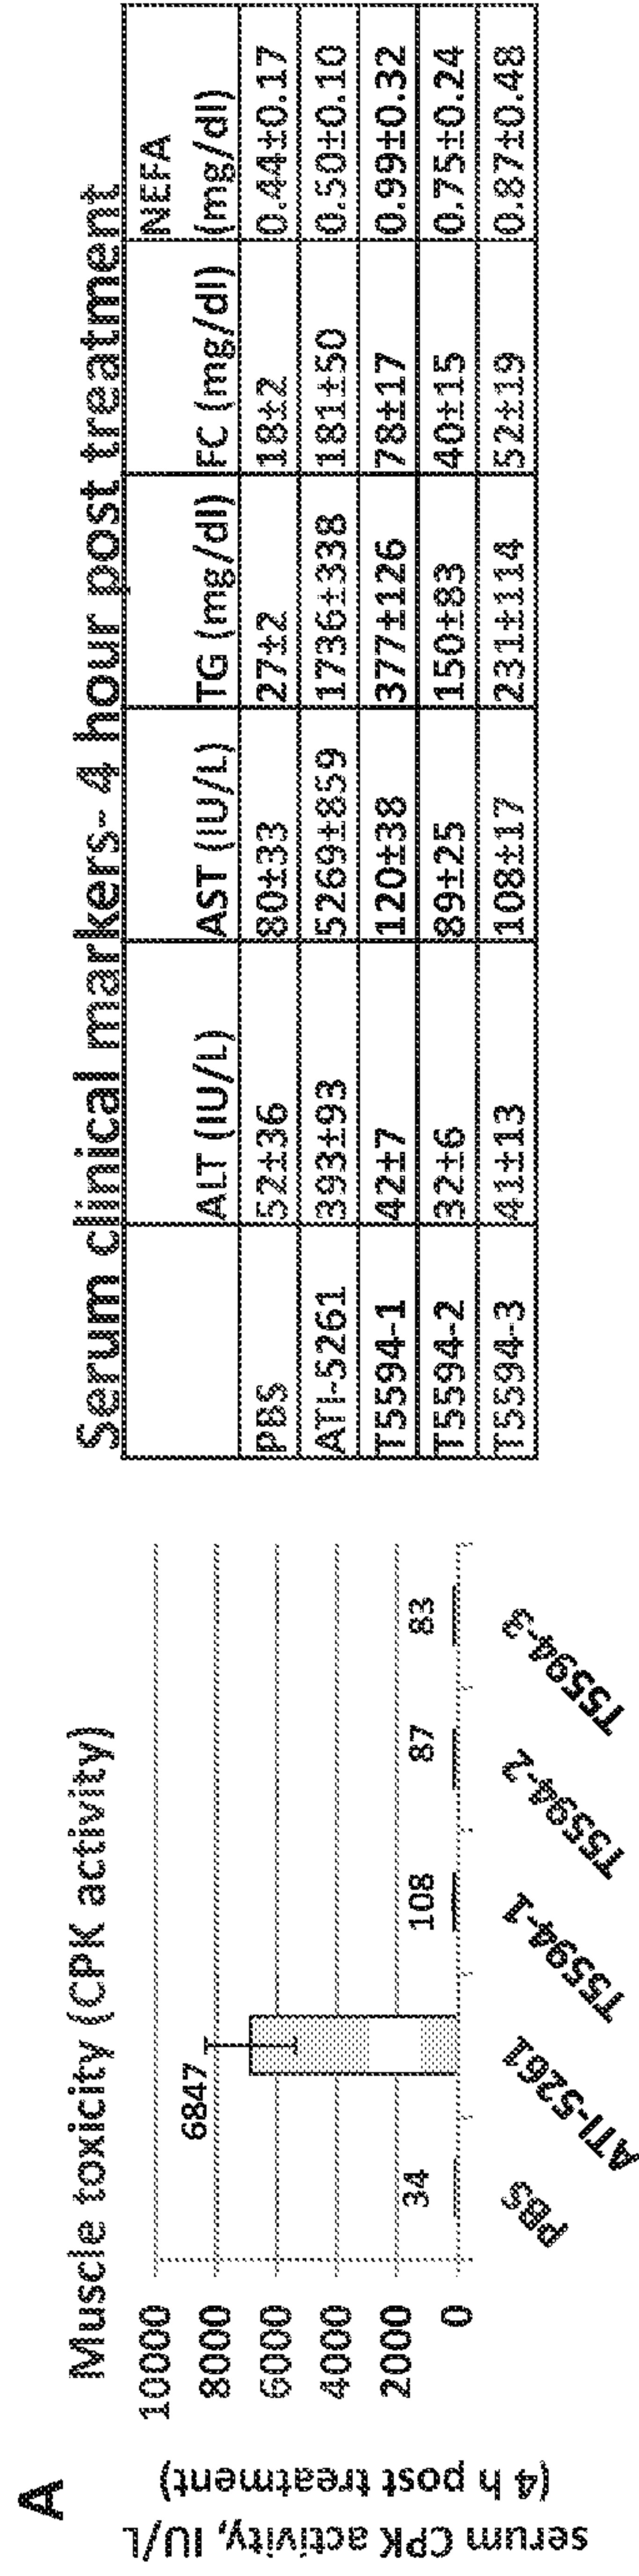 A
Muscle toxicity (CPK activity)
serum CPK activity, IU/L
(4 h post treatment)
10000
8000
6000
4000
2000
0
34
6847
108
87
83
PBS
ATI-5261
T5594-1
T5594-2
T5594-3
Serum clinical markers- 4 hour post treatment
ALT (IU/L) AST (IU/L) TG (mg/dl) FC (mg/dl) NEFA (mg/dl)
PBS 52±36 80±33 27±2 18±2 0.44±0.17
ATI-5261 393±93 5269±859 1736±338 181±50 0.50±0.10
T5594-1 42±7 120±38 377±126 78±17 0.99±0.32
T5594-2 32±6 89±25 150±83 40±15 0.75±0.24
T5594-3 41±13 108±17 231±114 52±19 0.87±0.48